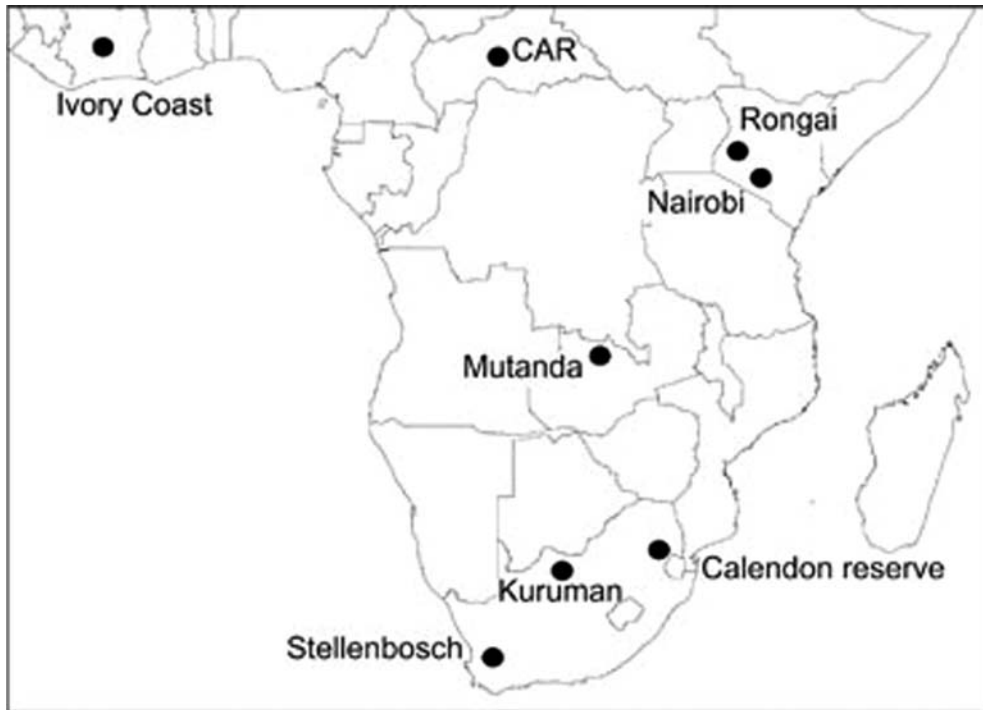 CAR
Ivory Coast
Rongai
Nairobi
Mutanda
Calendon reserve
Kuruman
Stellenbosch